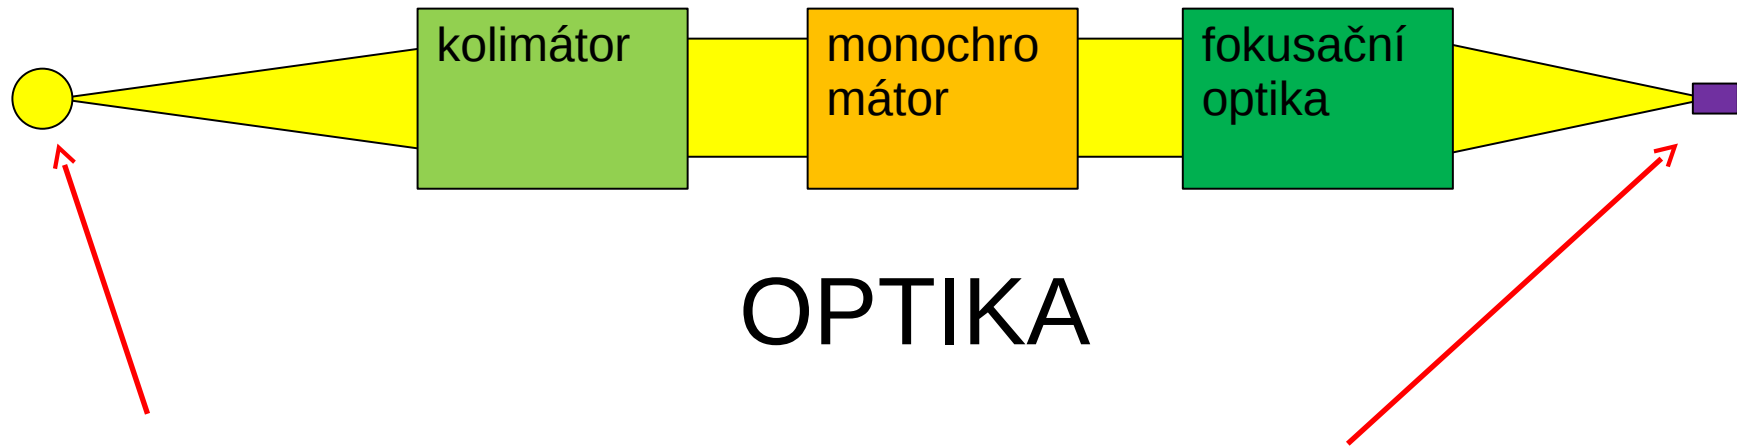 kolimátor
monochro
mátor
fokusační
optika
OPTIKA